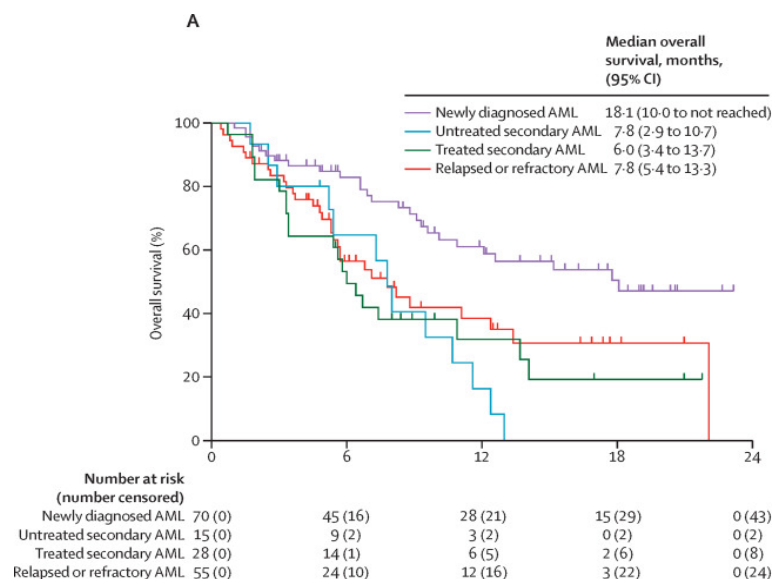 A
Median overall
survival, months,
(95% CI)
Newly diagnosed AML 18·1 (10·0 to not reached)
Untreated secondary AML 7·8 (2·9 to 10·7)
Treated secondary AML 6·0 (3·4 to 13·7)
Relapsed or refractory AML 7·8 (5·4 to 13·3)
Overall survival (%)
100
80
60
40
20
0
0 6 12 18 24
Number at risk
(number censored)
Newly diagnosed AML 70 (0) 45 (16) 28 (21) 15 (29) 0 (43)
Untreated secondary AML 15 (0) 9 (2) 3 (2) 0 (2) 0 (2)
Treated secondary AML 28 (0) 14 (1) 6 (5) 2 (6) 0 (8)
Relapsed or refractory AML 55 (0) 24 (10) 12 (16) 3 (22) 0 (24)